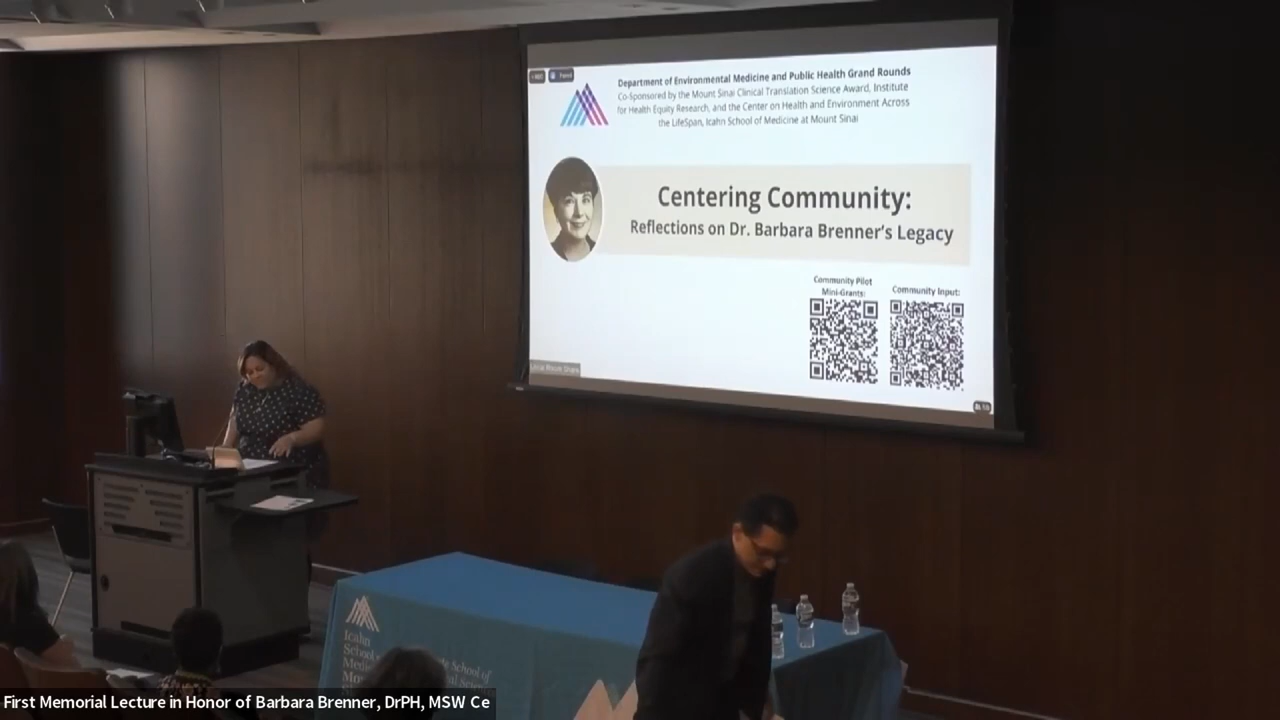 Department of Environmental Medicine and Public Health Grand Rounds
Co-Sponsored by the Mount Sinai Clinical Translation Science Award, Institute
for Health Equity Research, and the Center on Health and Environment Across
the LifeSpan, Icahn School of Medicine at Mount Sinai
Centering Community:
Reflections on Dr. Barbara Brenner's Legacy
Community Pilot
Mini-Grants:
Community Input:
Icahn
School of
First Memorial Lecture in Honor of Barbara Brenner, DrPH, MSW Ce